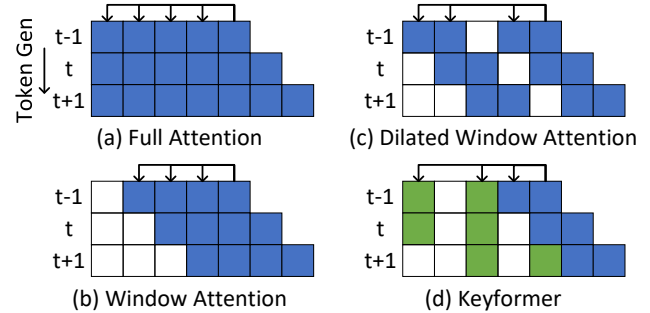 Token Gen
t-1
t
t+1
(a) Full Attention
t-1
t
t+1
(c) Dilated Window Attention
t-1
t
t+1
(b) Window Attention
t-1
t
t+1
(d) Keyformer